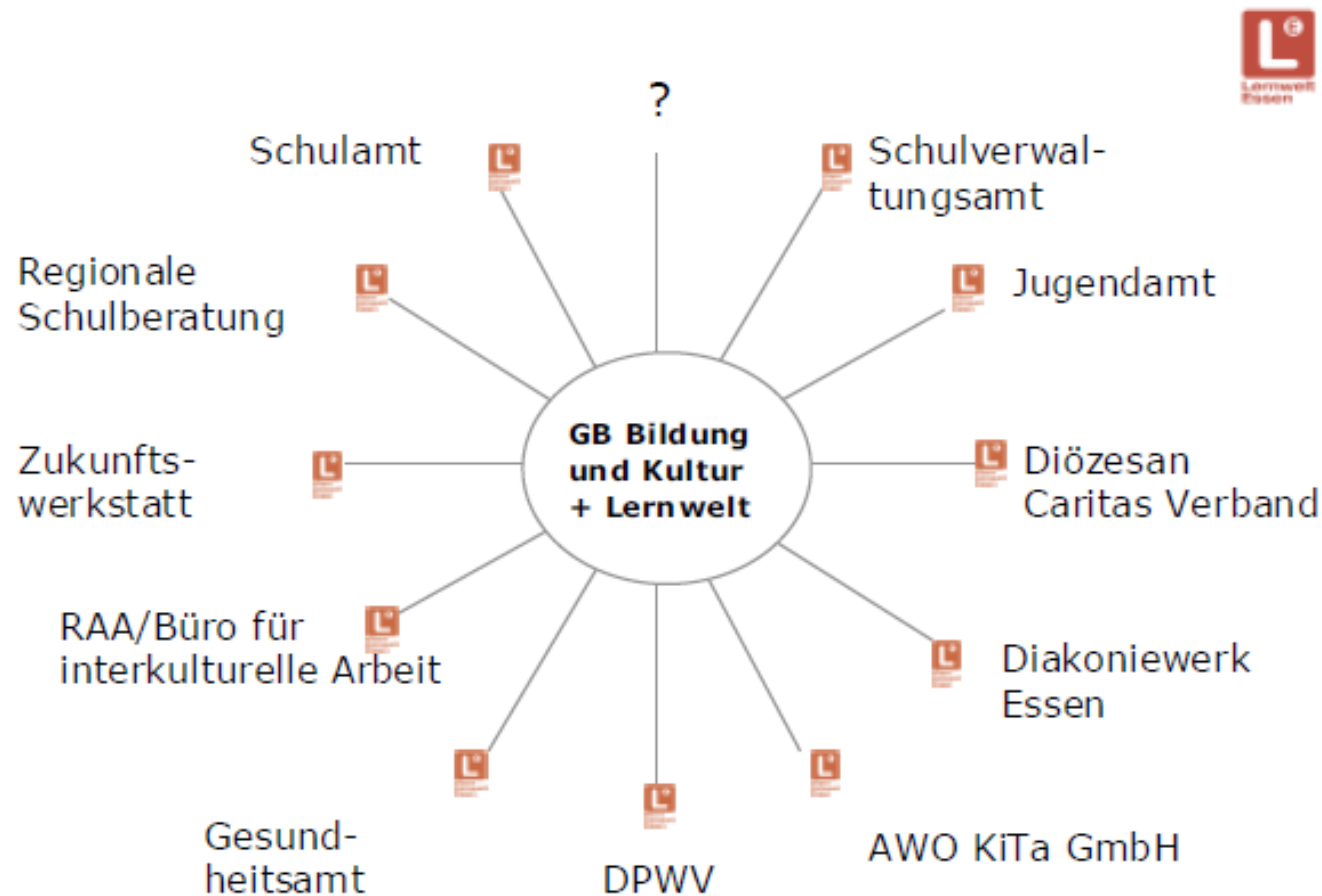 L E
Lernwelt
Essen
?
Schulamt
Schulverwal-
tungsamt
Regionale
Schulberatung
Jugendamt
Zukunfts-
werkstatt
GB Bildung
und Kultur
+ Lernwelt
Diözesan
Caritas Verband
RAA/Büro für
interkulturelle Arbeit
Diakoniewerk
Essen
Gesund-
heitsamt
DPWV
AWO KiTa GmbH